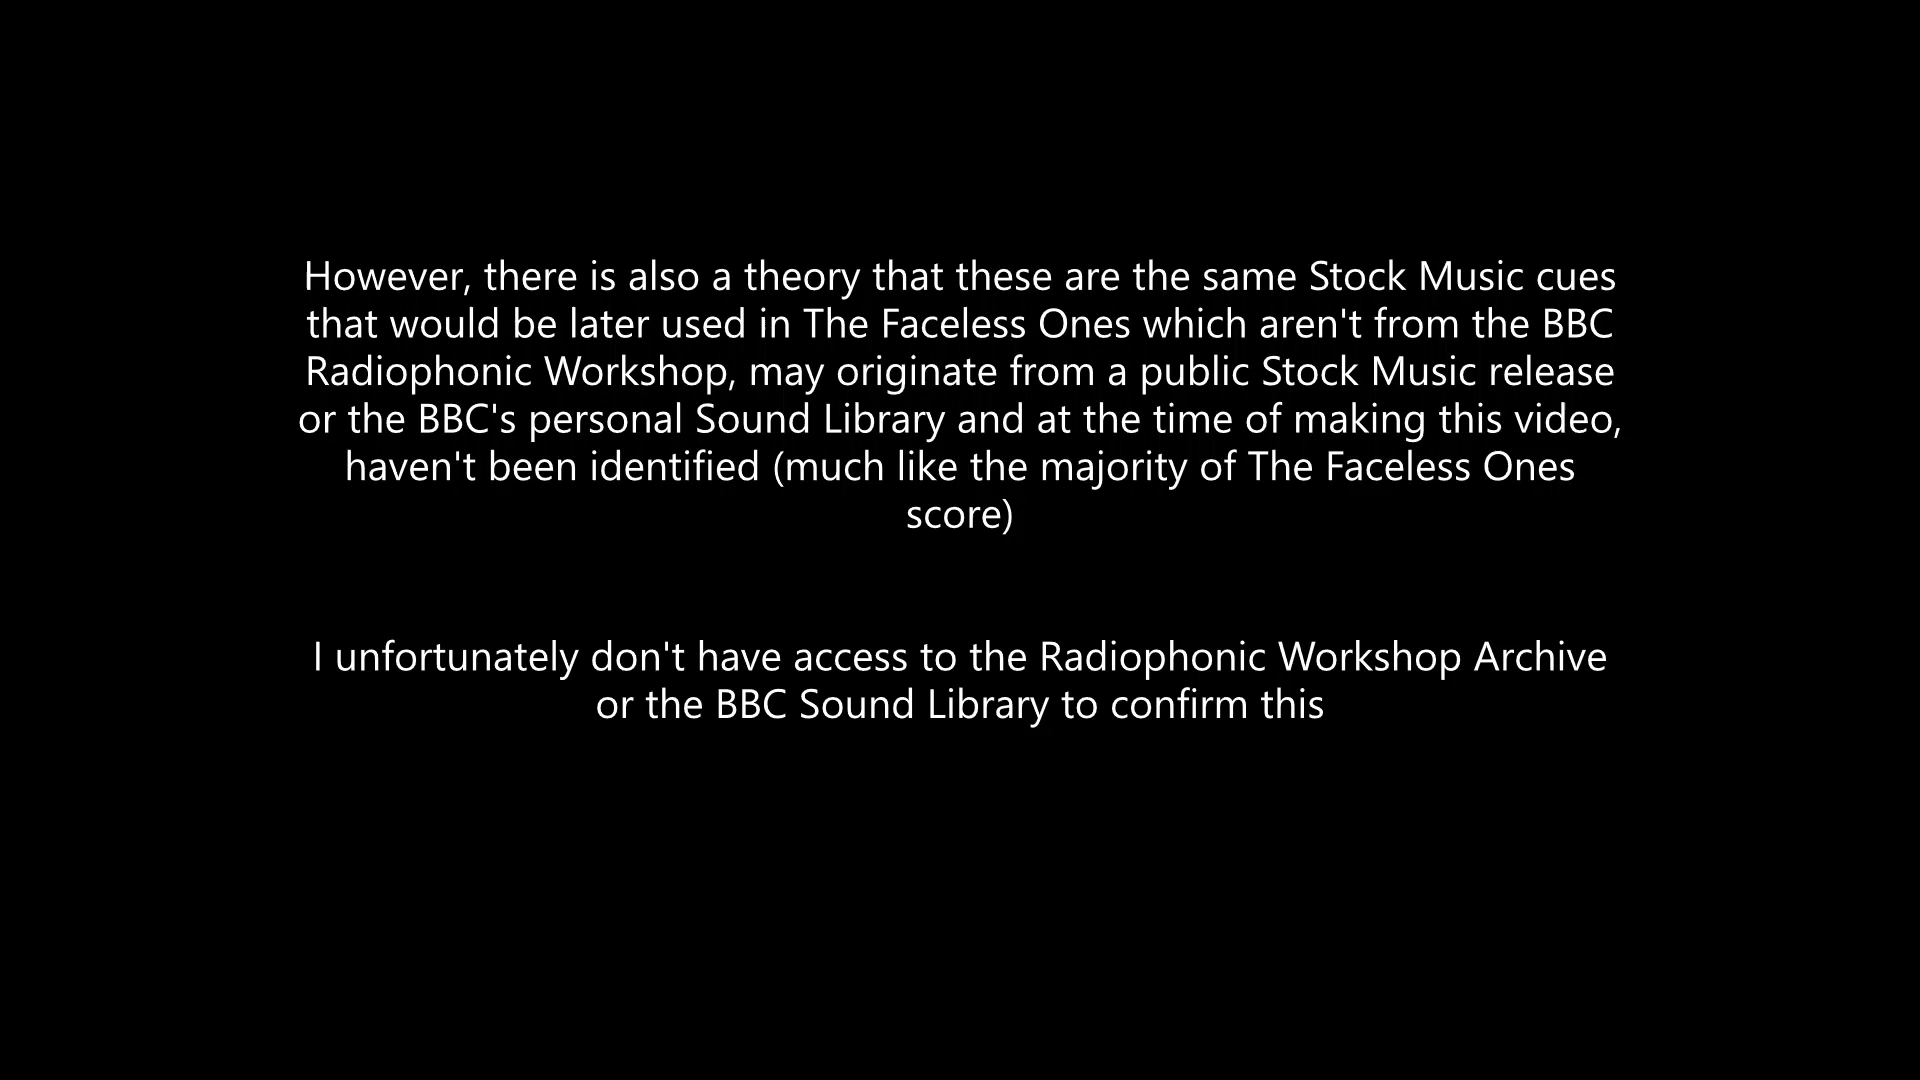 However, there is also a theory that these are the same Stock Music cues
that would be later used in The Faceless Ones which aren't from the BBC
Radiophonic Workshop, may originate from a public Stock Music release
or the BBC's personal Sound Library and at the time of making this video,
haven't been identified (much like the majority of The Faceless Ones
score)
I unfortunately don't have access to the Radiophonic Workshop Archive
or the BBC Sound Library to confirm this